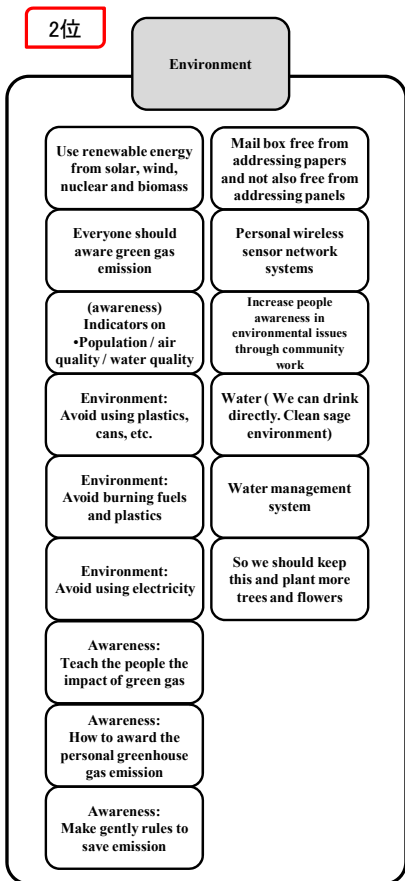 2位
Environment
Use renewable energy
from solar, wind,
nuclear and biomass
Everyone should
aware green gas
emission
(awareness)
Indicators on
•Population / air
quality / water quality
Environment:
Avoid using plastics,
cans, etc.
Environment:
Avoid burning fuels
and plastics
Environment:
Avoid using electricity
Awareness:
Teach the people the
impact of green gas
Awareness:
How to award the
personal greenhouse
gas emission
Awareness:
Make gently rules to
save emission
Mail box free from
addressing papers
and not also free from
addressing panels
Personal wireless
sensor network
systems
Increase people
awareness in
environmental issues
through community
work
Water ( We can drink
directly. Clean sage
environment)
Water management
system
So we should keep
this and plant more
trees and flowers